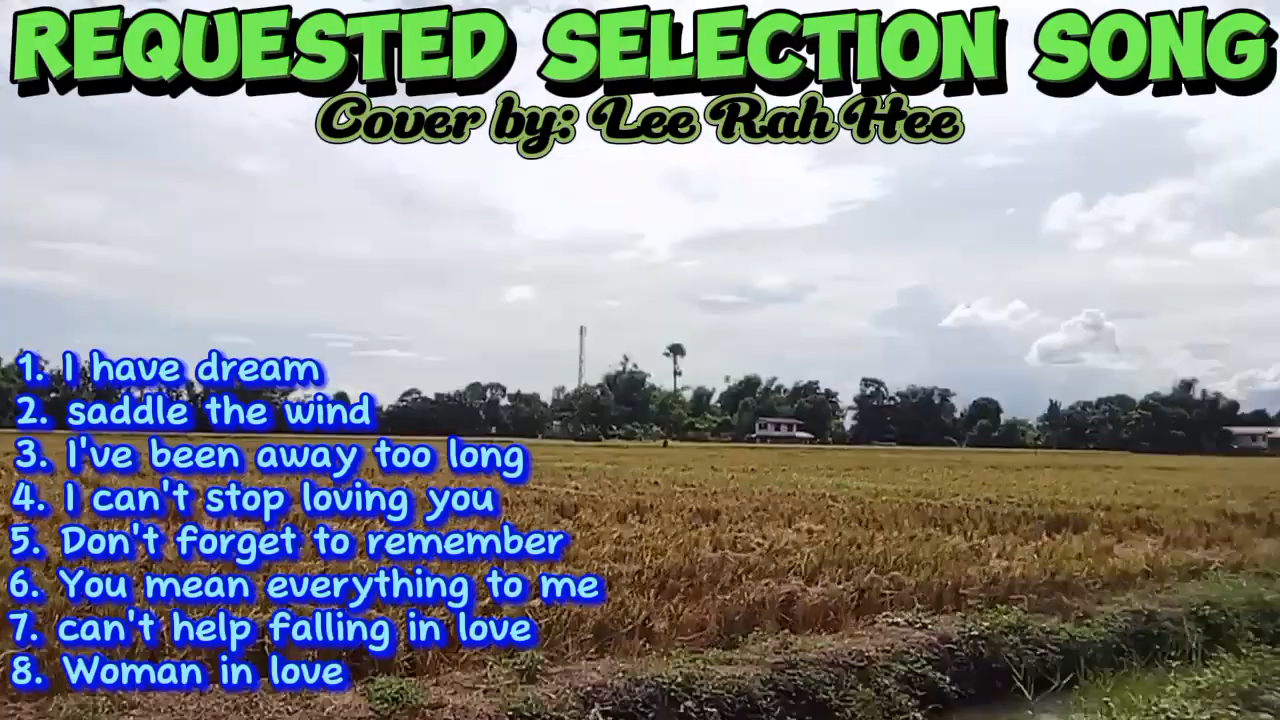 REQUESTED SELECTION SONG
Cover by: Lee Rah Hee
1. I have dream
2. saddle the wind
3. I've been away too long
4. I can't stop loving you
5. Don't forget to remember
6. You mean everything to me
7. can't help falling in love
8. Woman in love